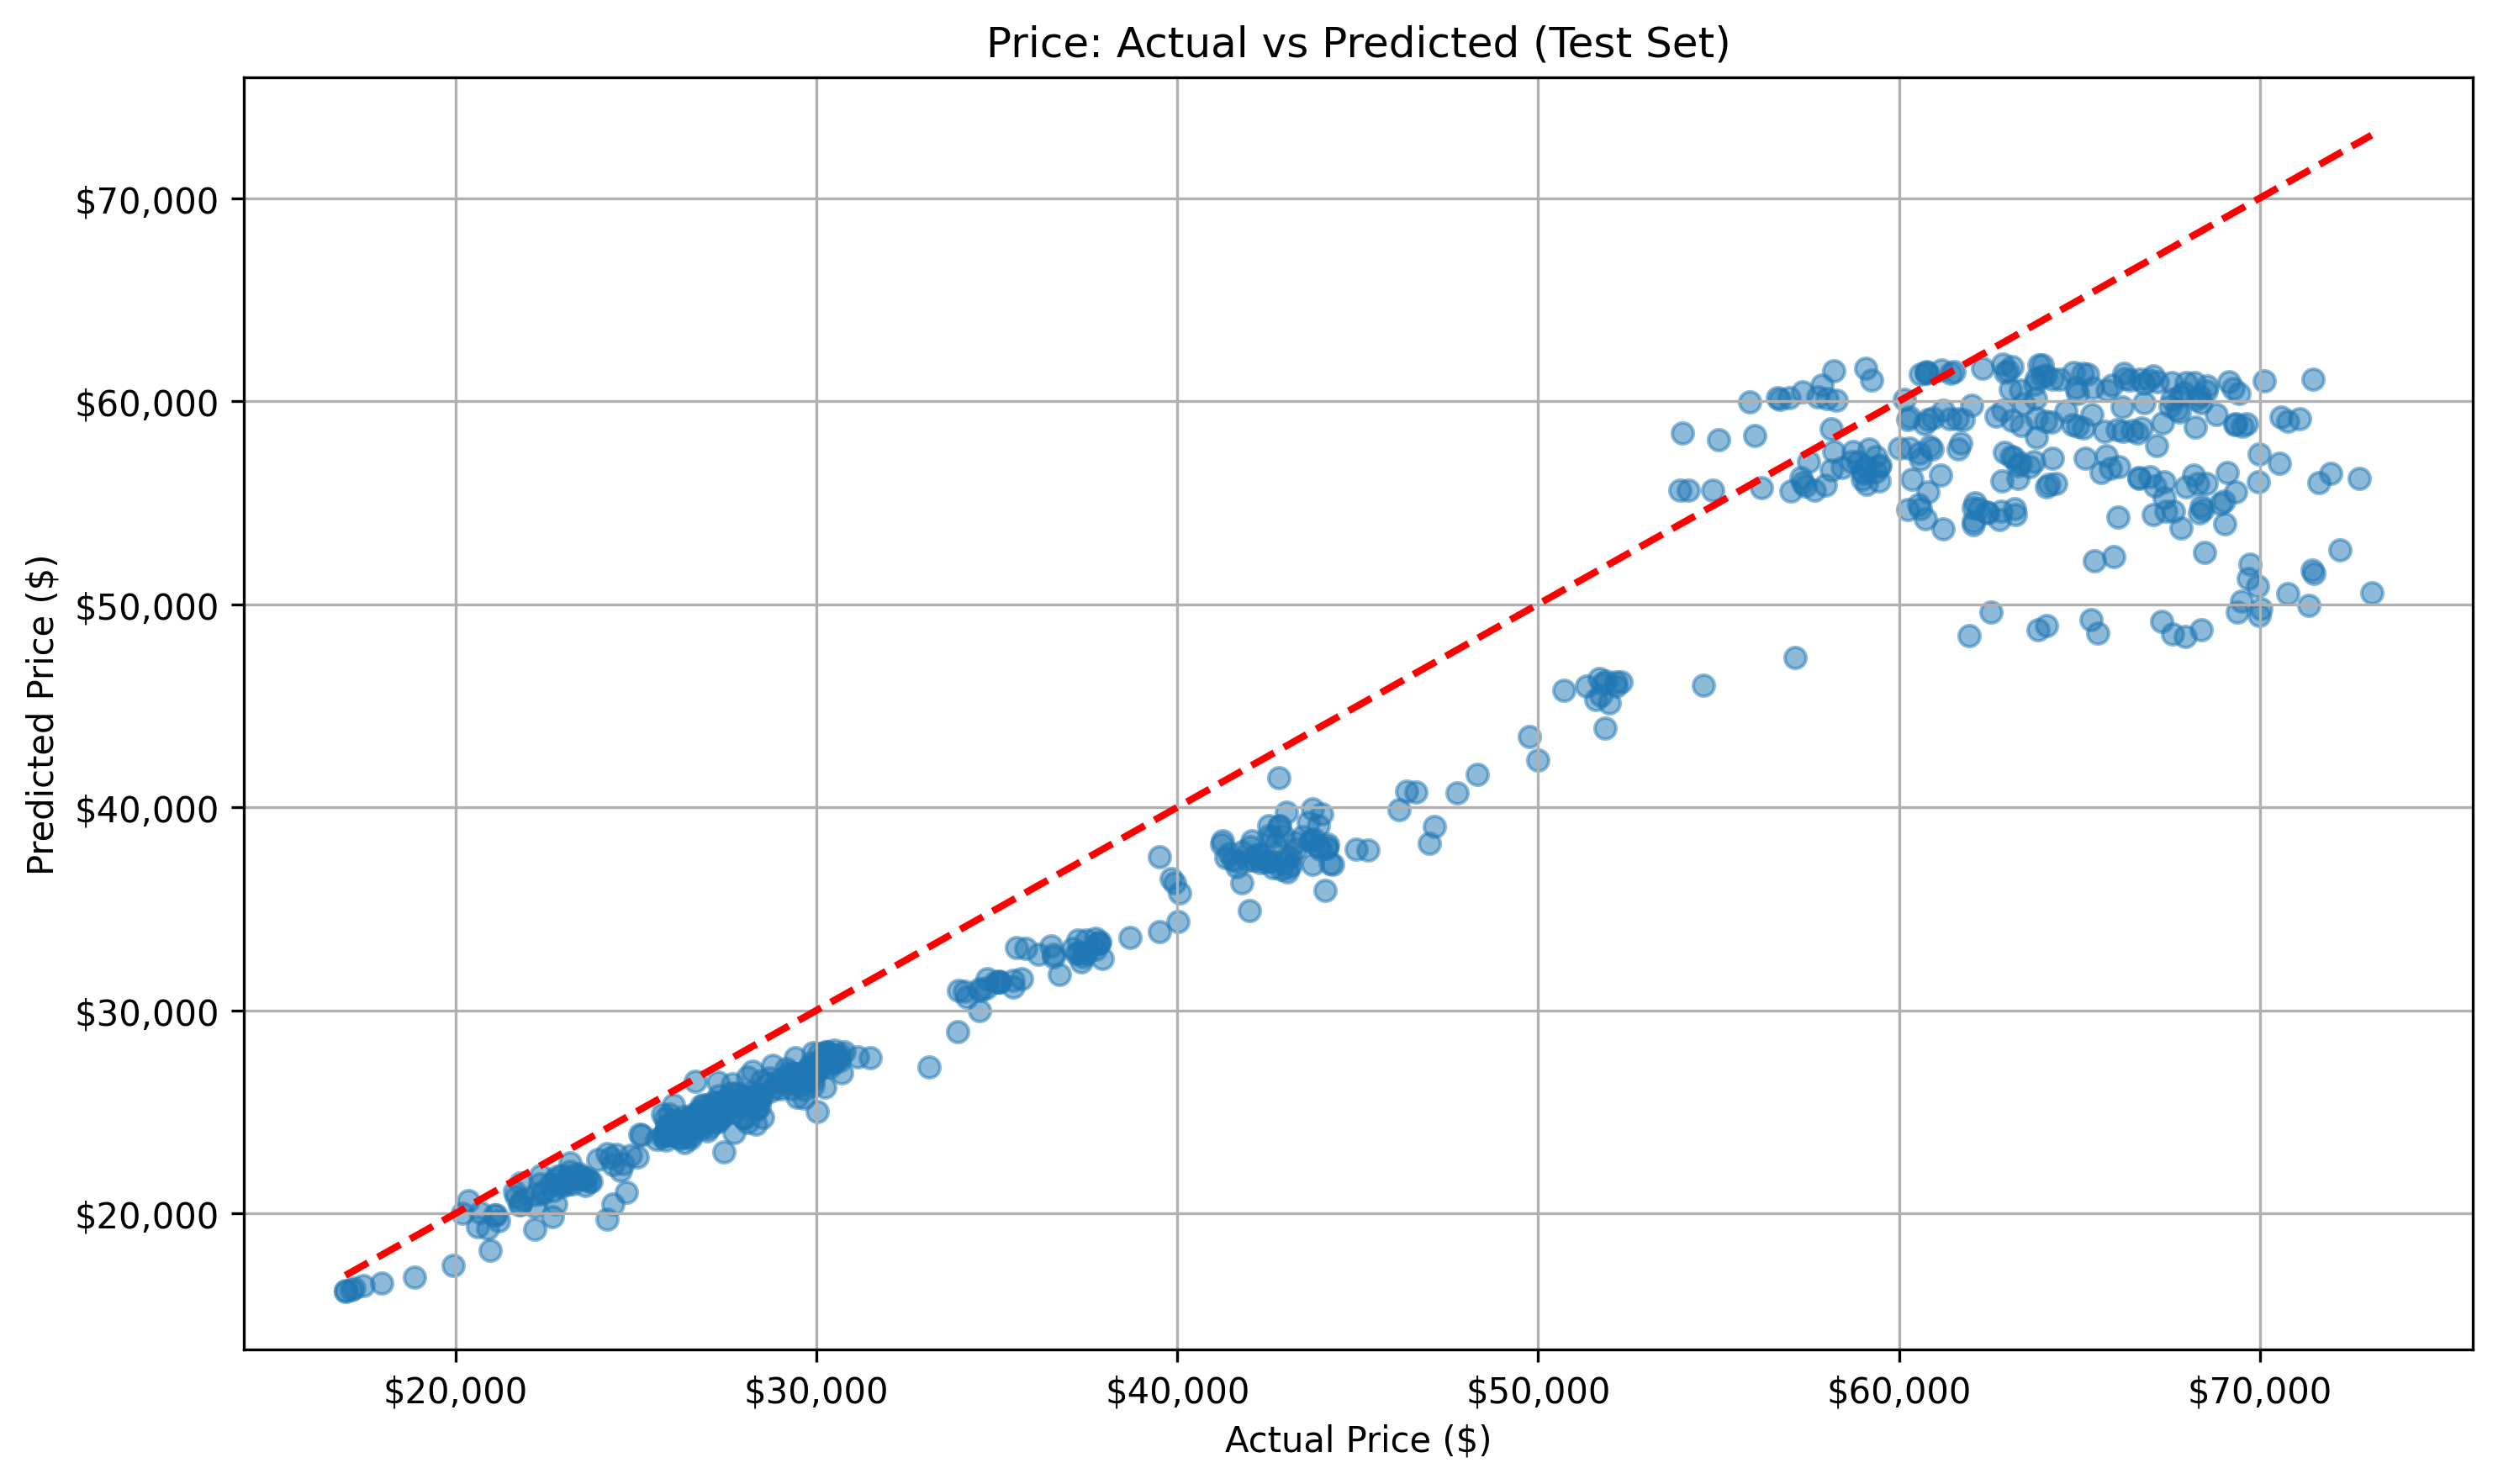 Price: Actual vs Predicted (Test Set)
Predicted Price ($)
$70,000
$60,000
$50,000
$40,000
$30,000
$20,000
$20,000 $30,000 $40,000 $50,000 $60,000 $70,000
Actual Price ($)